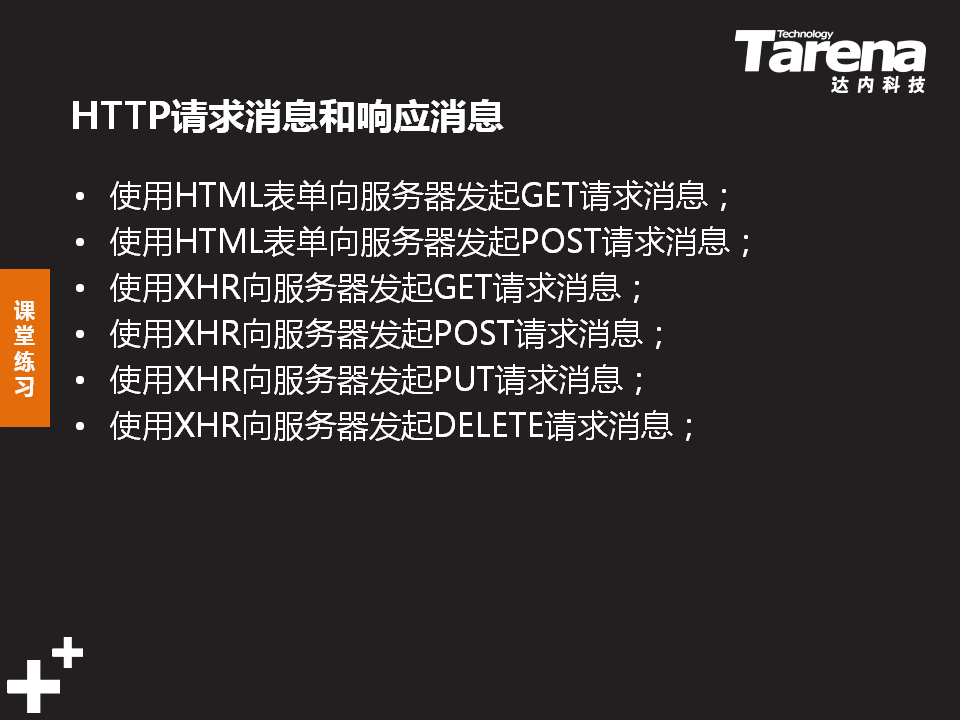 Technology
Tarena
达内科技
HTTP请求消息和响应消息
• 使用HTML表单向服务器发起GET请求消息；
• 使用HTML表单向服务器发起POST请求消息；
• 使用XHR向服务器发起GET请求消息；
• 使用XHR向服务器发起POST请求消息；
• 使用XHR向服务器发起PUT请求消息；
• 使用XHR向服务器发起DELETE请求消息；
课堂练习